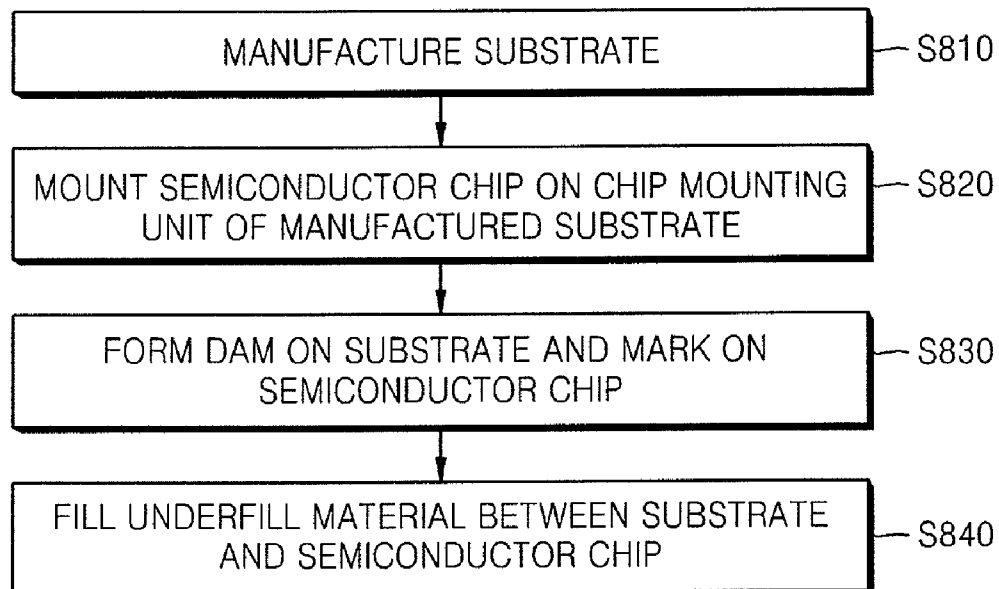 MANUFACTURE SUBSTRATE
S810
MOUNT SEMICONDUCTOR CHIP ON CHIP MOUNTING
UNIT OF MANUFACTURED SUBSTRATE
S820
FORM DAM ON SUBSTRATE AND MARK ON
SEMICONDUCTOR CHIP
S830
FILL UNDERFILL MATERIAL BETWEEN SUBSTRATE
AND SEMICONDUCTOR CHIP
S840